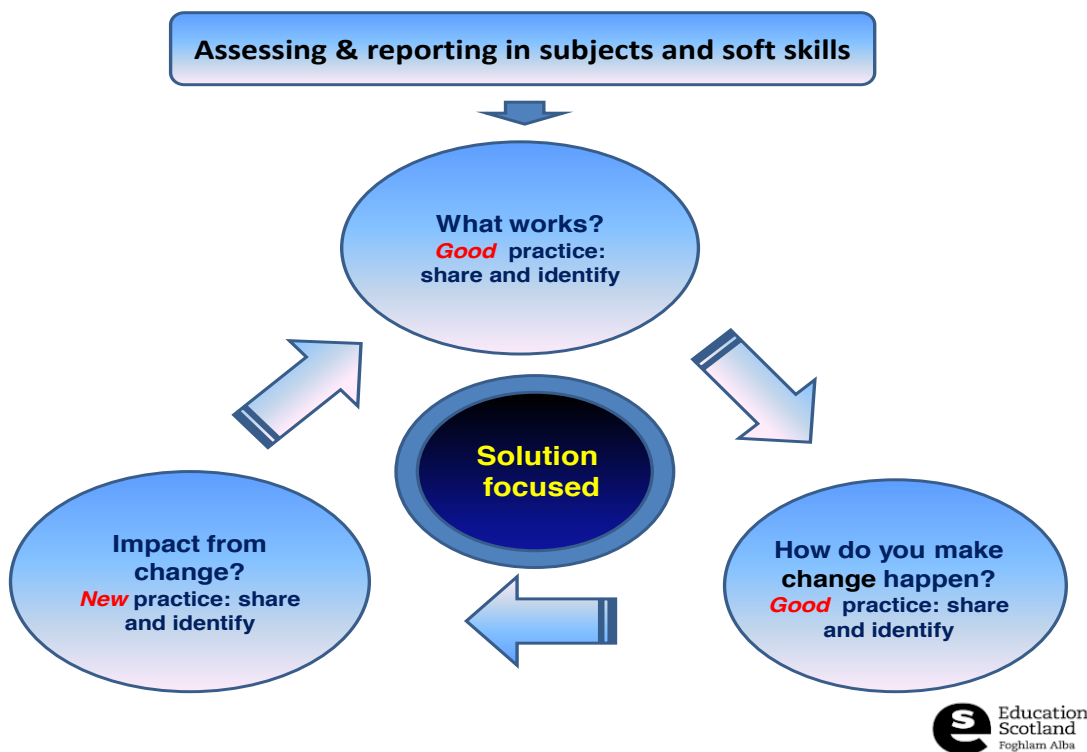 Assessing & reporting in subjects and soft skills
What works?
Good practice:
share and identify
Solution
focused
Impact from
change?
New practice: share
and identify
How do you make
change happen?
Good practice: share
and identify
Education
Scotland
Foghlam Alba